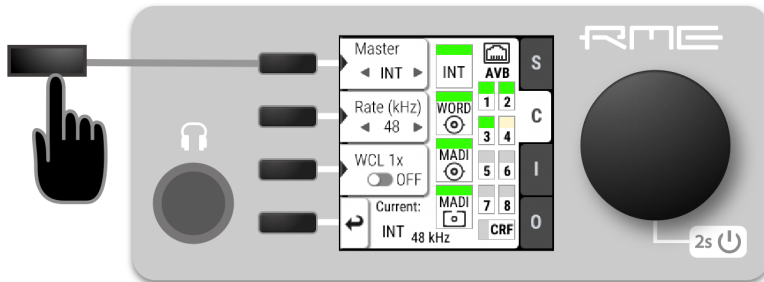 RME
Master
INT
Rate (kHz)
48
WCL 1x
OFF
Current:
INT 48 kHz
INT
WORD
MADI
MADI
AVB
1 2
3 4
5 6
7 8
CRF
S
C
I
O
2s